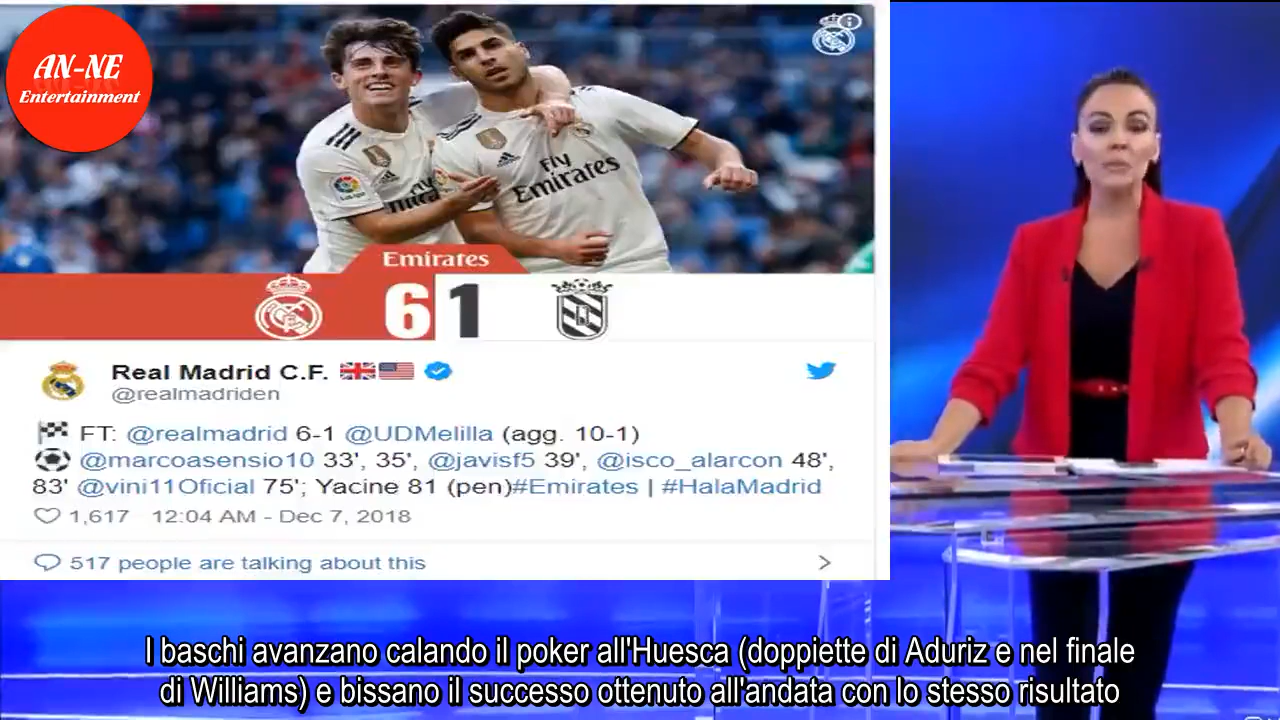 AN-NE
Entertainment
Fly
Emirates
Emirates
6 1
Real Madrid C.F.
@realmadriden
FT: @realmadrid 6-1 @UDMelilla (agg. 10-1)
@marcoasensio10 33', 35', @javisf5 39', @isco_alarcon 48',
83' @vini11Oficial 75'; Yacine 81 (pen)#Emirates | #HalaMadrid
1,617 12:04 AM - Dec 7, 2018
517 people are talking about this
I baschi avanzano calando il poker all'Huesca (doppiette di Aduriz e nel finale
di Williams) e bissano il successo ottenuto all'andata con lo stesso risultato